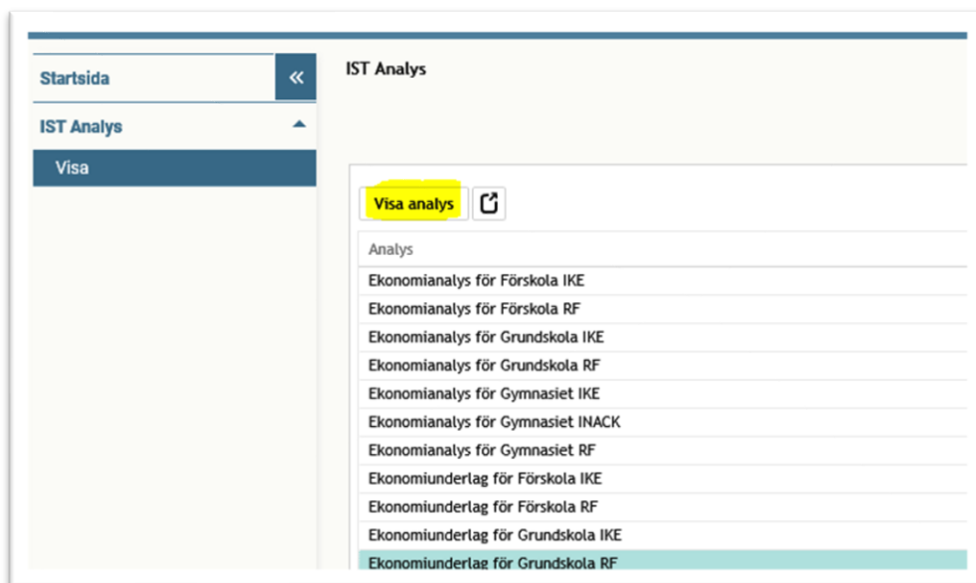 Startsida
IST Analys
IST Analys
Visa
Visa analys
Analys
Ekonomianalys för Förskola IKE
Ekonomianalys för Förskola RF
Ekonomianalys för Grundskola IKE
Ekonomianalys för Grundskola RF
Ekonomianalys för Gymnasiet IKE
Ekonomianalys för Gymnasiet INACK
Ekonomianalys för Gymnasiet RF
Ekonomiunderlag för Förskola IKE
Ekonomiunderlag för Förskola RF
Ekonomiunderlag för Grundskola IKE
Ekonomiunderlag för Grundskola RF